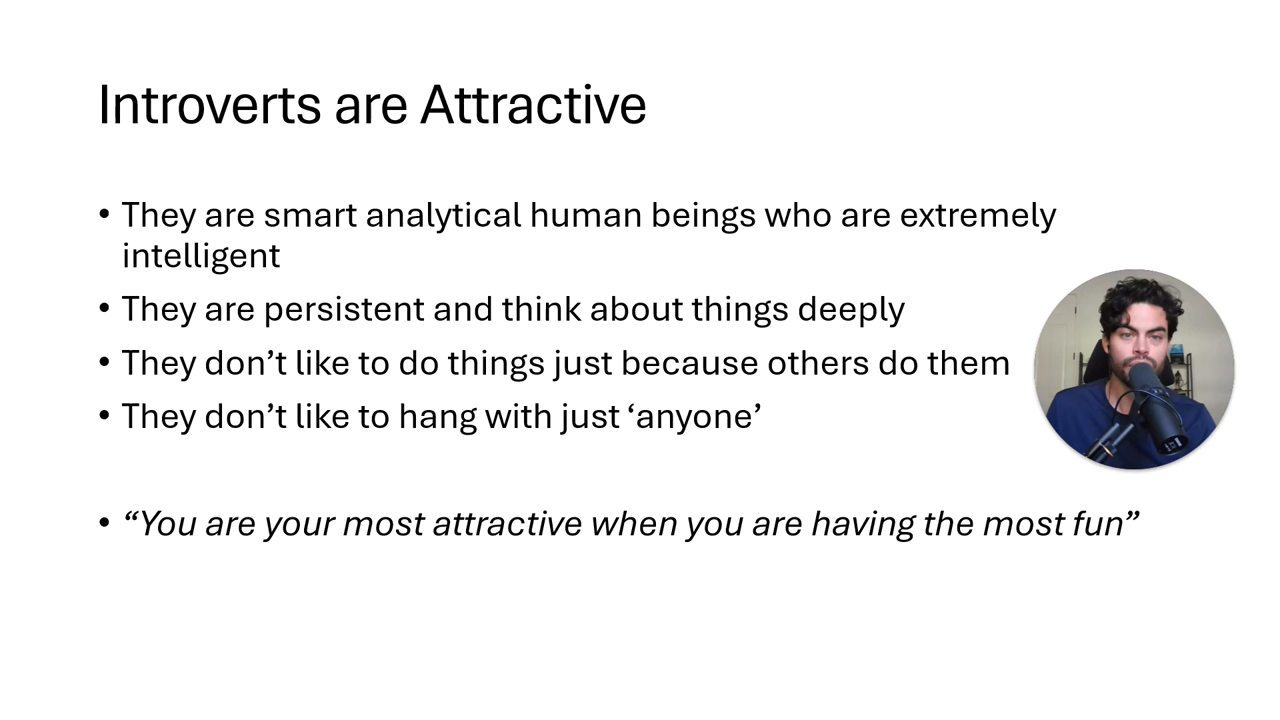 Introverts are Attractive
• They are smart analytical human beings who are extremely
intelligent
• They are persistent and think about things deeply
• They don’t like to do things just because others do them
• They don’t like to hang with just ‘anyone’
• “You are your most attractive when you are having the most fun”